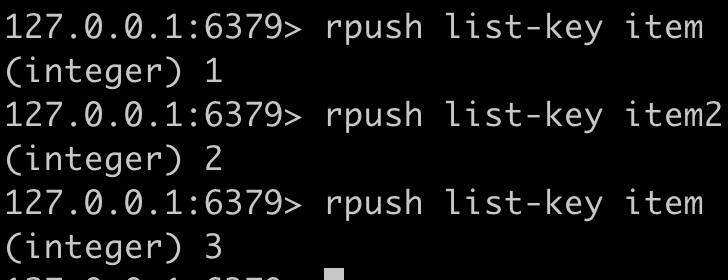 127.0.0.1:6379> rpush list-key item
(integer) 1
127.0.0.1:6379> rpush list-key item2
(integer) 2
127.0.0.1:6379> rpush list-key item
(integer) 3